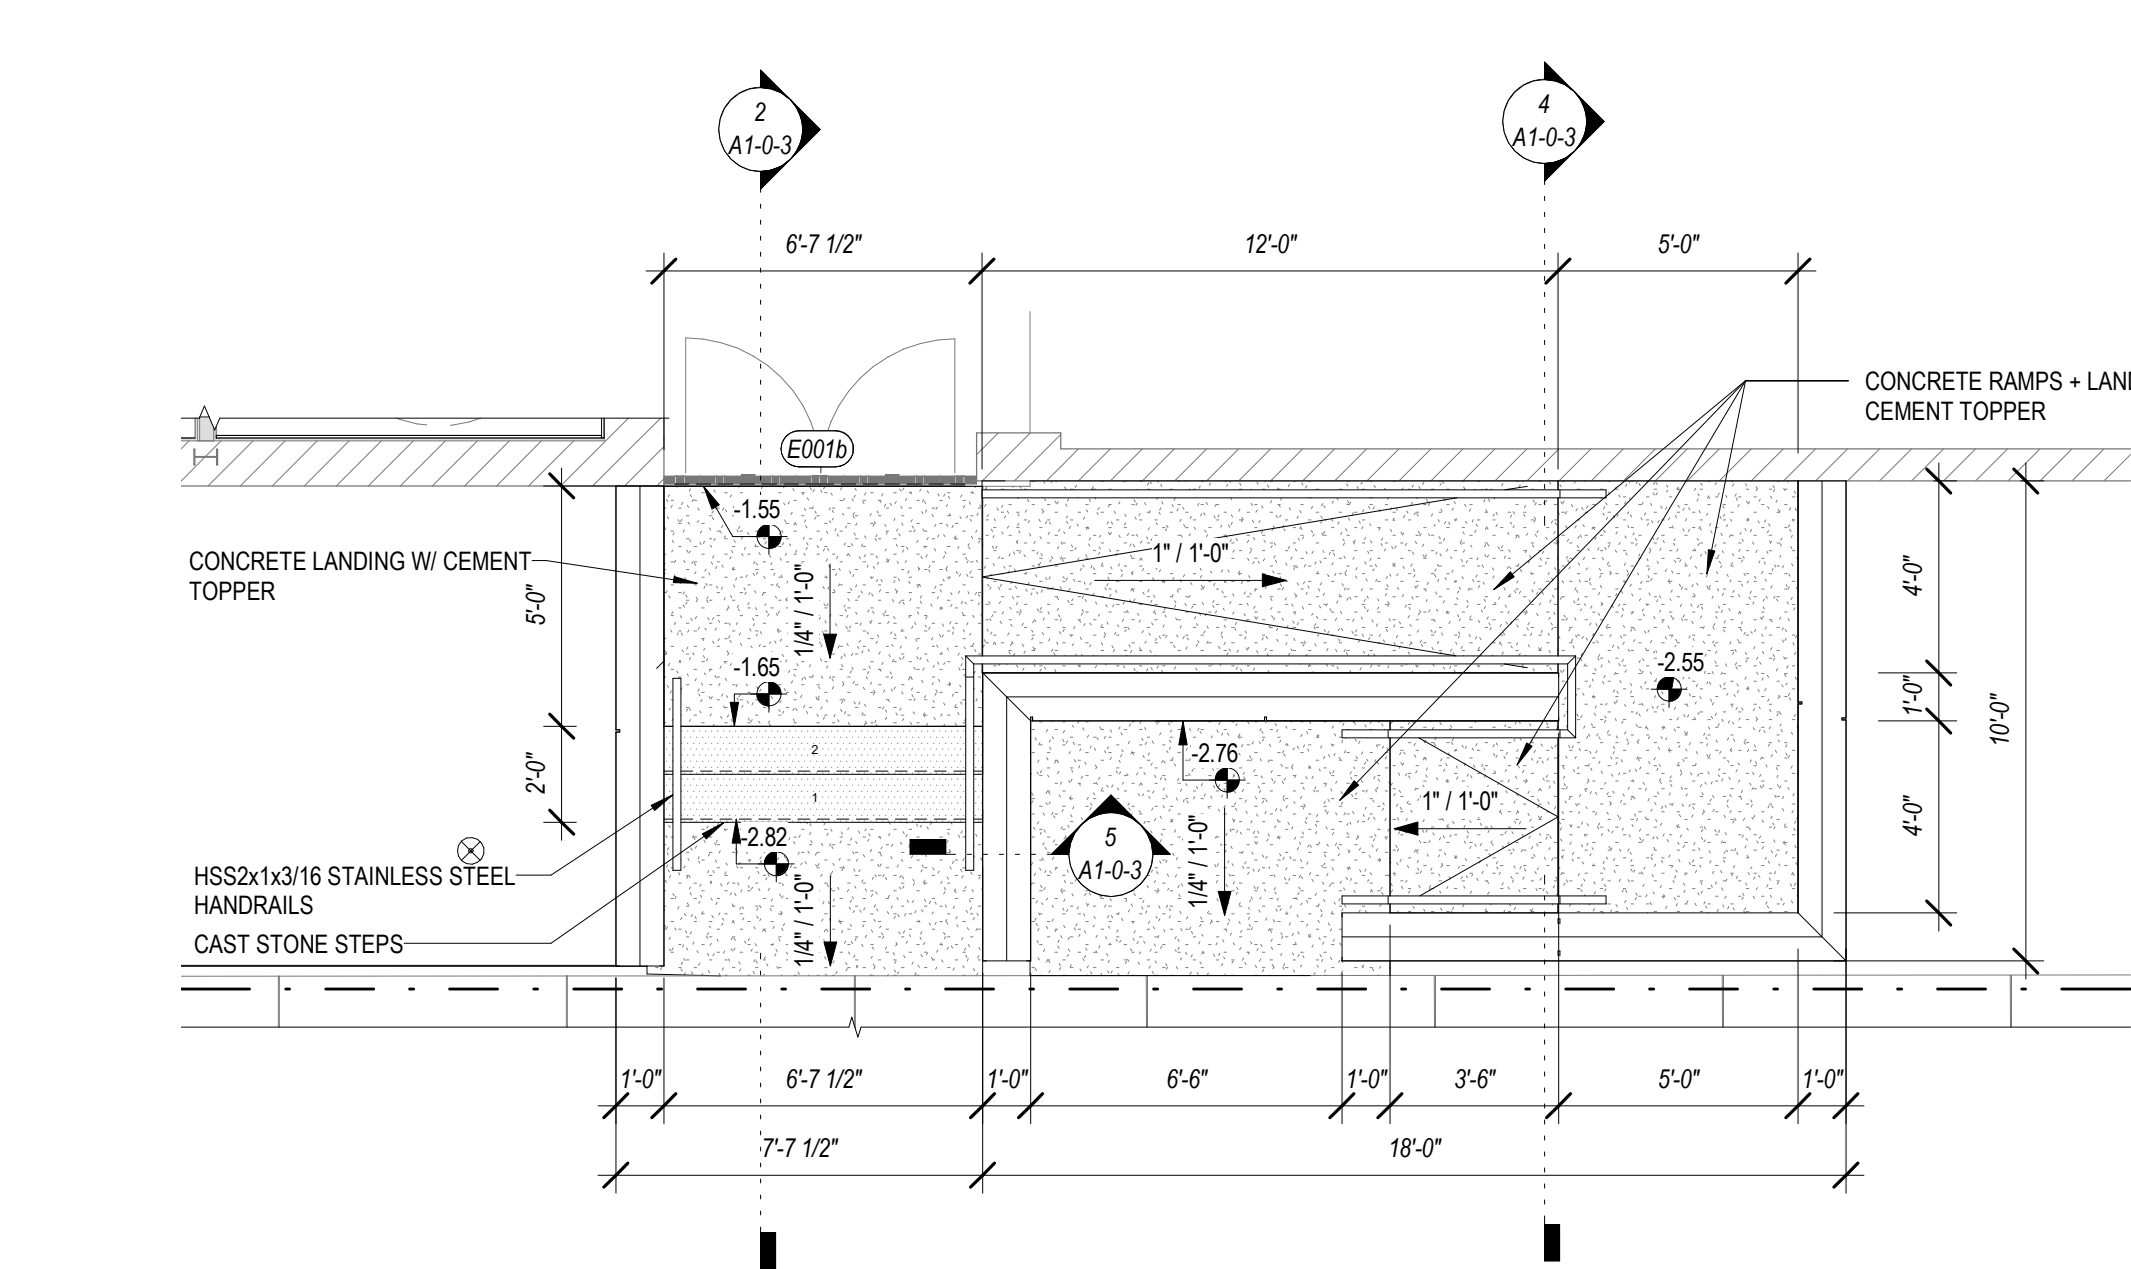 2
A1-0-3
4
A1-0-3
6'-7 1/2"
12'-0"
5'-0"
CONCRETE RAMPS + LAN
CEMENT TOPPER
E001b
-1.55
1" / 1'-0"
CONCRETE LANDING W/ CEMENT
TOPPER
5'-0"
1/4" / 1'-0"
4'-0"
-1.65
-2.55
1'-0"
10'-0"
2
2'-0"
1
-2.76
1" / 1'-0"
4'-0"
-2.82
5
A1-0-3
1/4" / 1'-0"
HSS2x1x3/16 STAINLESS STEEL
HANDRAILS
1/4" / 1'-0"
CAST STONE STEPS
1'-0"
6'-7 1/2"
1'-0"
6'-6"
1'-0"
3'-6"
5-0"
1'-0"
7'-7 1/2"
18'-0"